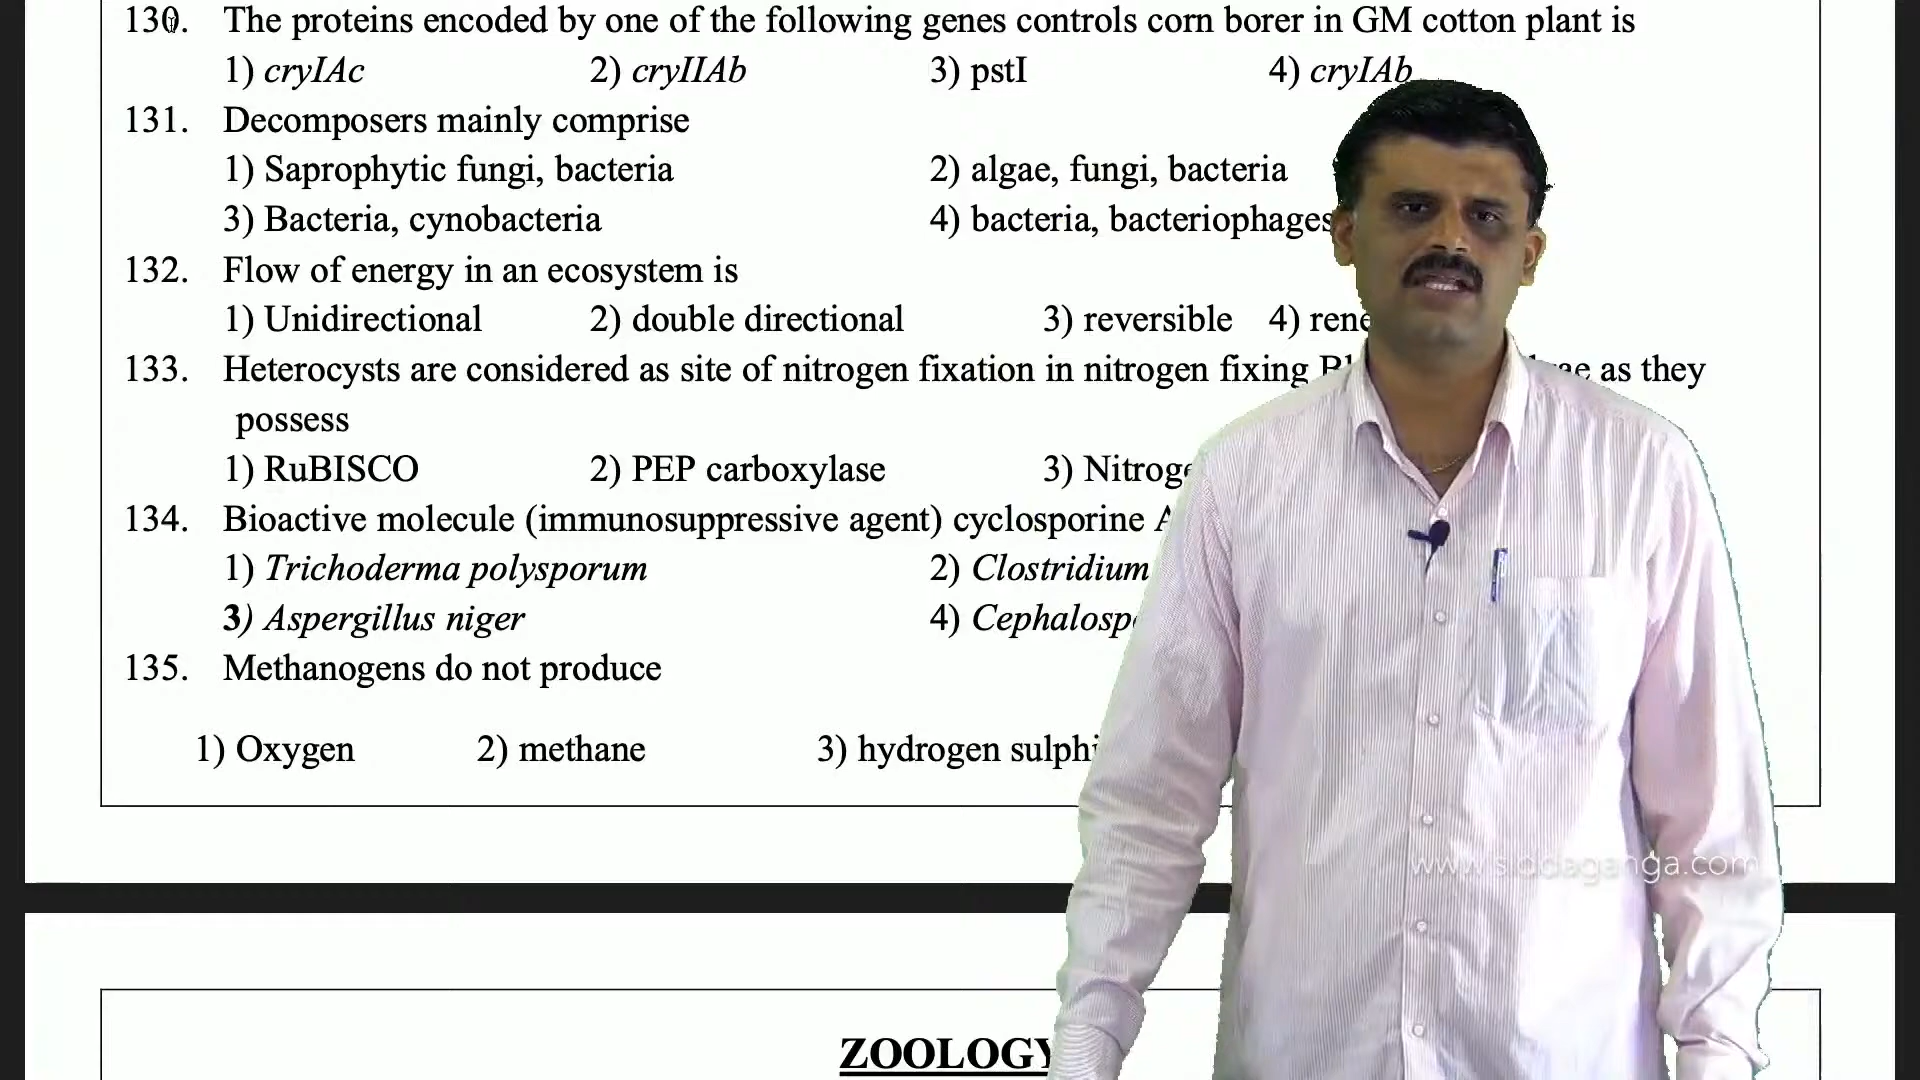 130. The proteins encoded by one of the following genes controls corn borer in GM cotton plant is
1) cryIAc 2) cryIIAb 3) pstI 4) cryIAb
131. Decomposers mainly comprise
1) Saprophytic fungi, bacteria 2) algae, fungi, bacteria
3) Bacteria, cynobacteria 4) bacteria, bacteriophages
132. Flow of energy in an ecosystem is
1) Unidirectional 2) double directional 3) reversible 4)
133. Heterocysts are considered as site of nitrogen fixation in nitrogen fixing as they
possess
1) RuBISCO 2) PEP carboxylase 3)
134. Bioactive molecule (immunosuppressive agent) cyclosporine A
1) Trichoderma polysporum 2) Clostridium
3) Aspergillus niger 4)
135. Methanogens do not produce
1) Oxygen 2) methane 3) hydrogen
www.siddaganga.com
ZOOLOGY